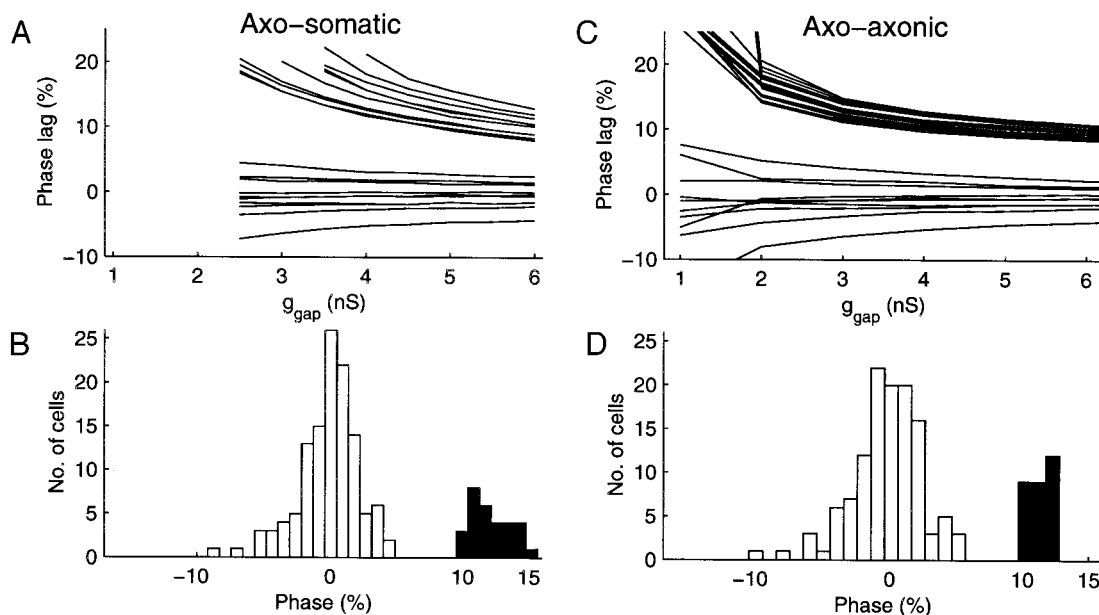 A
Axo-somatic
Phase lag (%)
20
10
0
-10
1 2 3 4 5 6
g_gap (nS)
C
Axo-axonic
Phase lag (%)
20
10
0
-10
1 2 3 4 5 6
g_gap (nS)
B
No. of cells
25
20
15
10
5
0
-10 0 10 15
Phase (%)
D
No. of cells
25
20
15
10
5
0
-10 0 10 15
Phase (%)